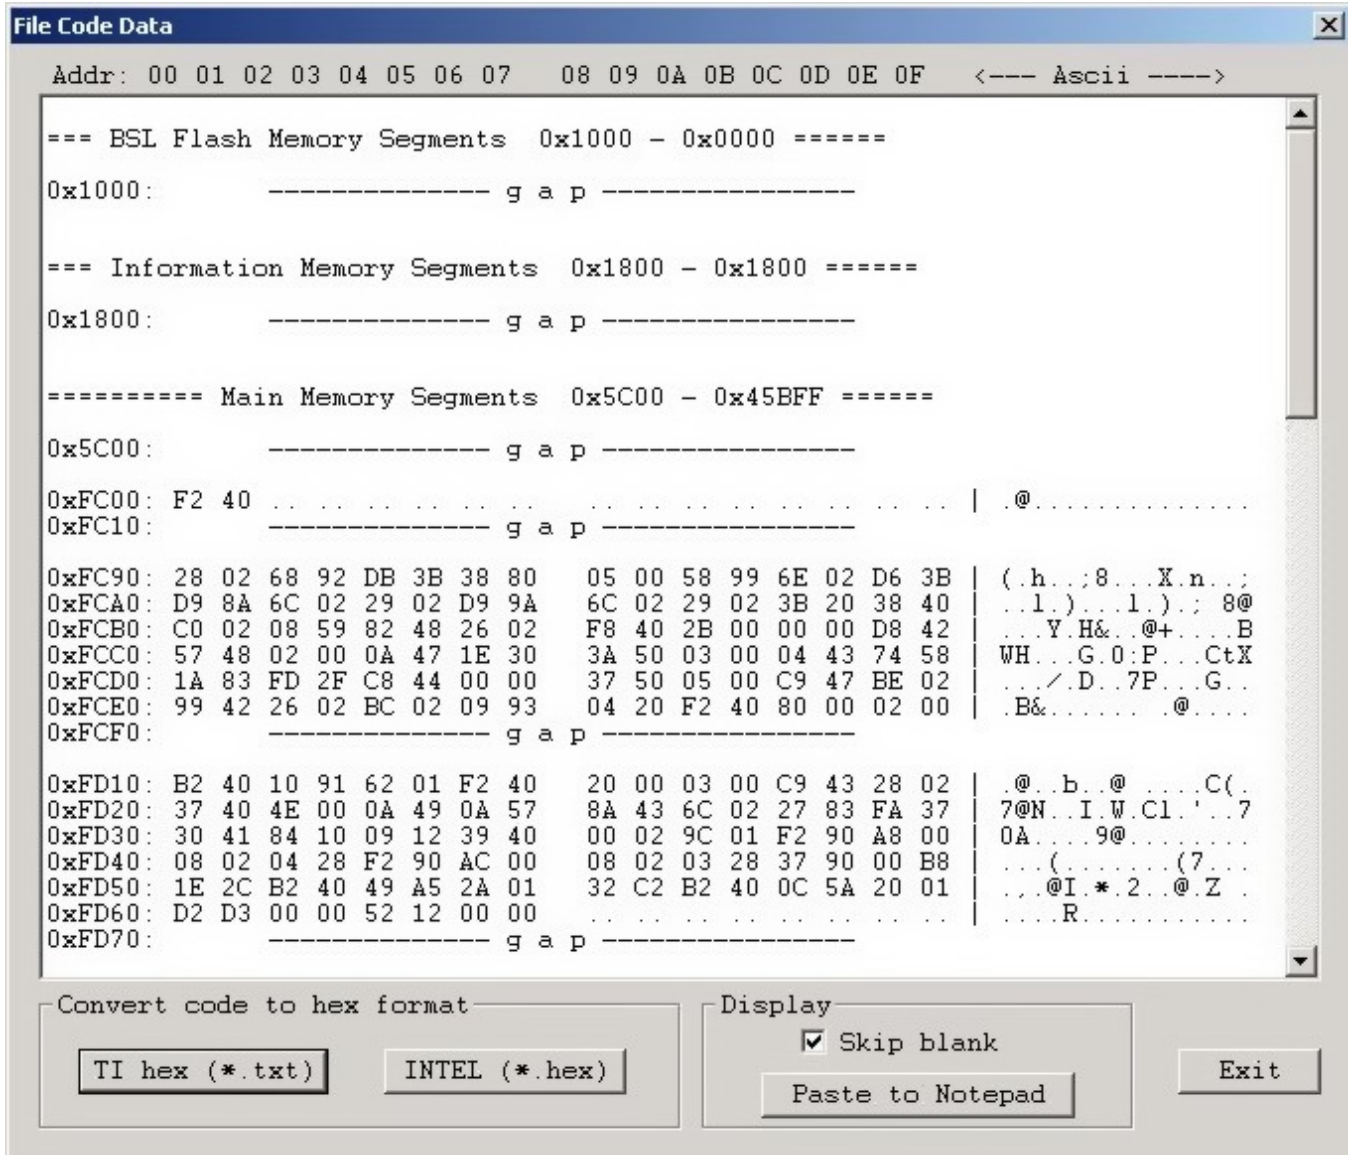 File Code Data
Addr: 00 01 02 03 04 05 06 07 08 09 0A 0B 0C 0D 0E 0F <--- Ascii ---->
=== BSL Flash Memory Segments 0x1000 - 0x0000 ======
0x1000: -------------- g a p ----------------
=== Information Memory Segments 0x1800 - 0x1800 ======
0x1800: -------------- g a p ----------------
========== Main Memory Segments 0x5C00 - 0x45BFF ======
0x5C00: -------------- g a p ----------------
0xFC00: F2 40 .. .. .. .. .. .. .. .. .. .. .. .. .. .. | .@..............
0xFC10: -------------- g a p ----------------
0xFC90: 28 02 68 92 DB 3B 38 80 05 00 58 99 6E 02 D6 3B | (.h..;8...X.n..;
0xFCA0: D9 8A 6C 02 29 02 D9 9A 6C 02 29 02 3B 20 38 40 | ..l.)...l.).; 8@
0xFCB0: C0 02 08 59 82 48 26 02 F8 40 2B 00 00 00 D8 42 | ...Y.H&..@+....B
0xFCC0: 57 48 02 00 0A 47 1E 30 3A 50 03 00 04 43 74 58 | WH...G.0:P...CtX
0xFCD0: 1A 83 FD 2F C8 44 00 00 37 50 05 00 C9 47 BE 02 | .../.D..7P...G..
0xFCE0: 99 42 26 02 BC 02 09 93 04 20 F2 40 80 00 02 00 | .B&...... .@....
0xFCF0: -------------- g a p ----------------
0xFD10: B2 40 10 91 62 01 F2 40 20 00 03 00 C9 43 28 02 | .@..b..@ ....C(.
0xFD20: 37 40 4E 00 0A 49 0A 57 8A 43 6C 02 27 83 FA 37 | 7@N..I.W.Cl.'..7
0xFD30: 30 41 84 10 09 12 39 40 00 02 9C 01 F2 90 A8 00 | 0A....9@........
0xFD40: 08 02 04 28 F2 90 AC 00 08 02 03 28 37 90 00 B8 | ...(.......(7...
0xFD50: 1E 2C B2 40 49 A5 2A 01 32 C2 B2 40 0C 5A 20 01 | .,.@I.*.2..@.Z .
0xFD60: D2 D3 00 00 52 12 00 00 .. .. .. .. .. .. .. .. | ....R...........
0xFD70: -------------- g a p ----------------
Convert code to hex format
TI hex (*.txt)
INTEL (*.hex)
Display
Skip blank
Paste to Notepad
Exit